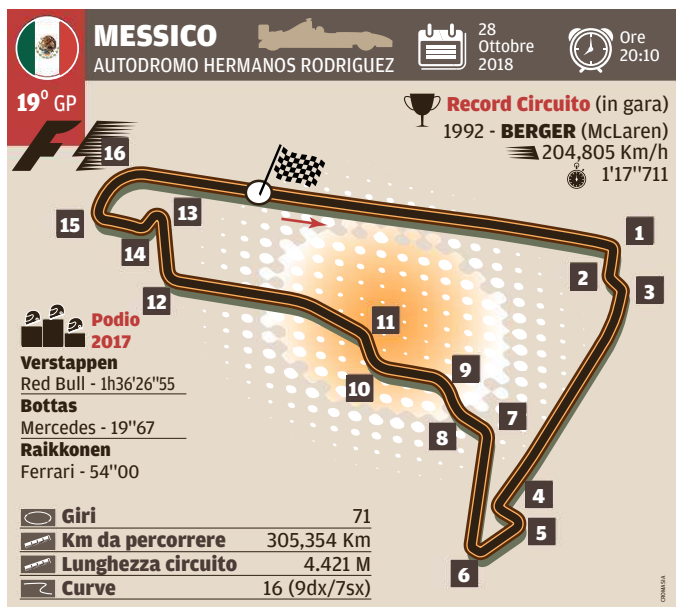 MESSICO
AUTODROMO HERMANOS RODRIGUEZ
28
Ottobre
2018
Ore
20:10
19° GP
F1
Record Circuito (in gara)
1992 - BERGER (McLaren)
204,805 Km/h
1'17"711
16
15
14
13
12
11
10
9
8
7
6
5
4
3
2
1
Podio
2017
Verstappen
Red Bull - 1h36'26"55
Bottas
Mercedes - 19"67
Raikkonen
Ferrari - 54"00
Giri 71
Km da percorrere 305,354 Km
Lunghezza circuito 4.421 M
Curve 16 (9dx/7sx)
CROMASIA